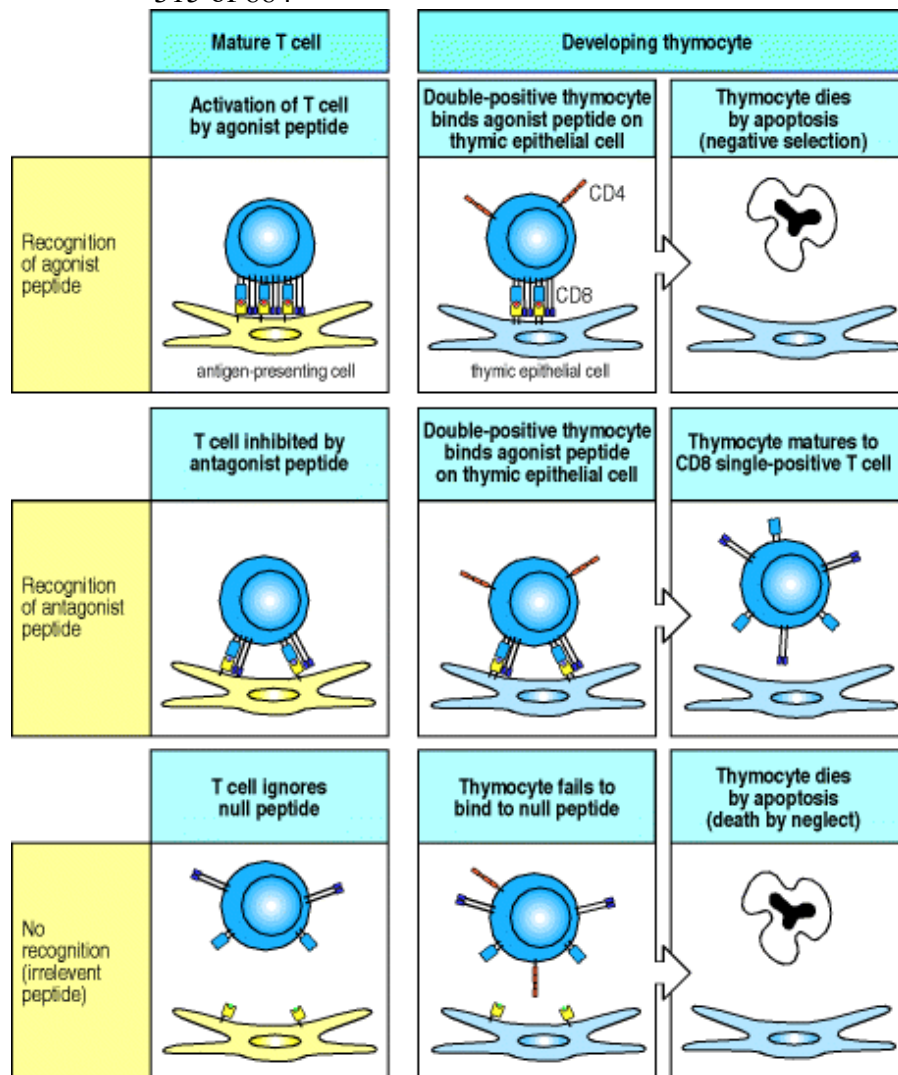 Mature T cell
Developing thymocyte
Activation of T cell
by agonist peptide
Double-positive thymocyte
binds agonist peptide on
thymic epithelial cell
Thymocyte dies
by apoptosis
(negative selection)
Recognition
of agonist
peptide
CD4
CD8
antigen-presenting cell
thymic epithelial cell
T cell inhibited by
antagonist peptide
Double-positive thymocyte
binds agonist peptide
on thymic epithelial cell
Thymocyte matures to
CD8 single-positive T cell
Recognition
of antagonist
peptide
T cell ignores
null peptide
Thymocyte fails to
bind to null peptide
Thymocyte dies
by apoptosis
(death by neglect)
No
recognition
(irrelevent
peptide)